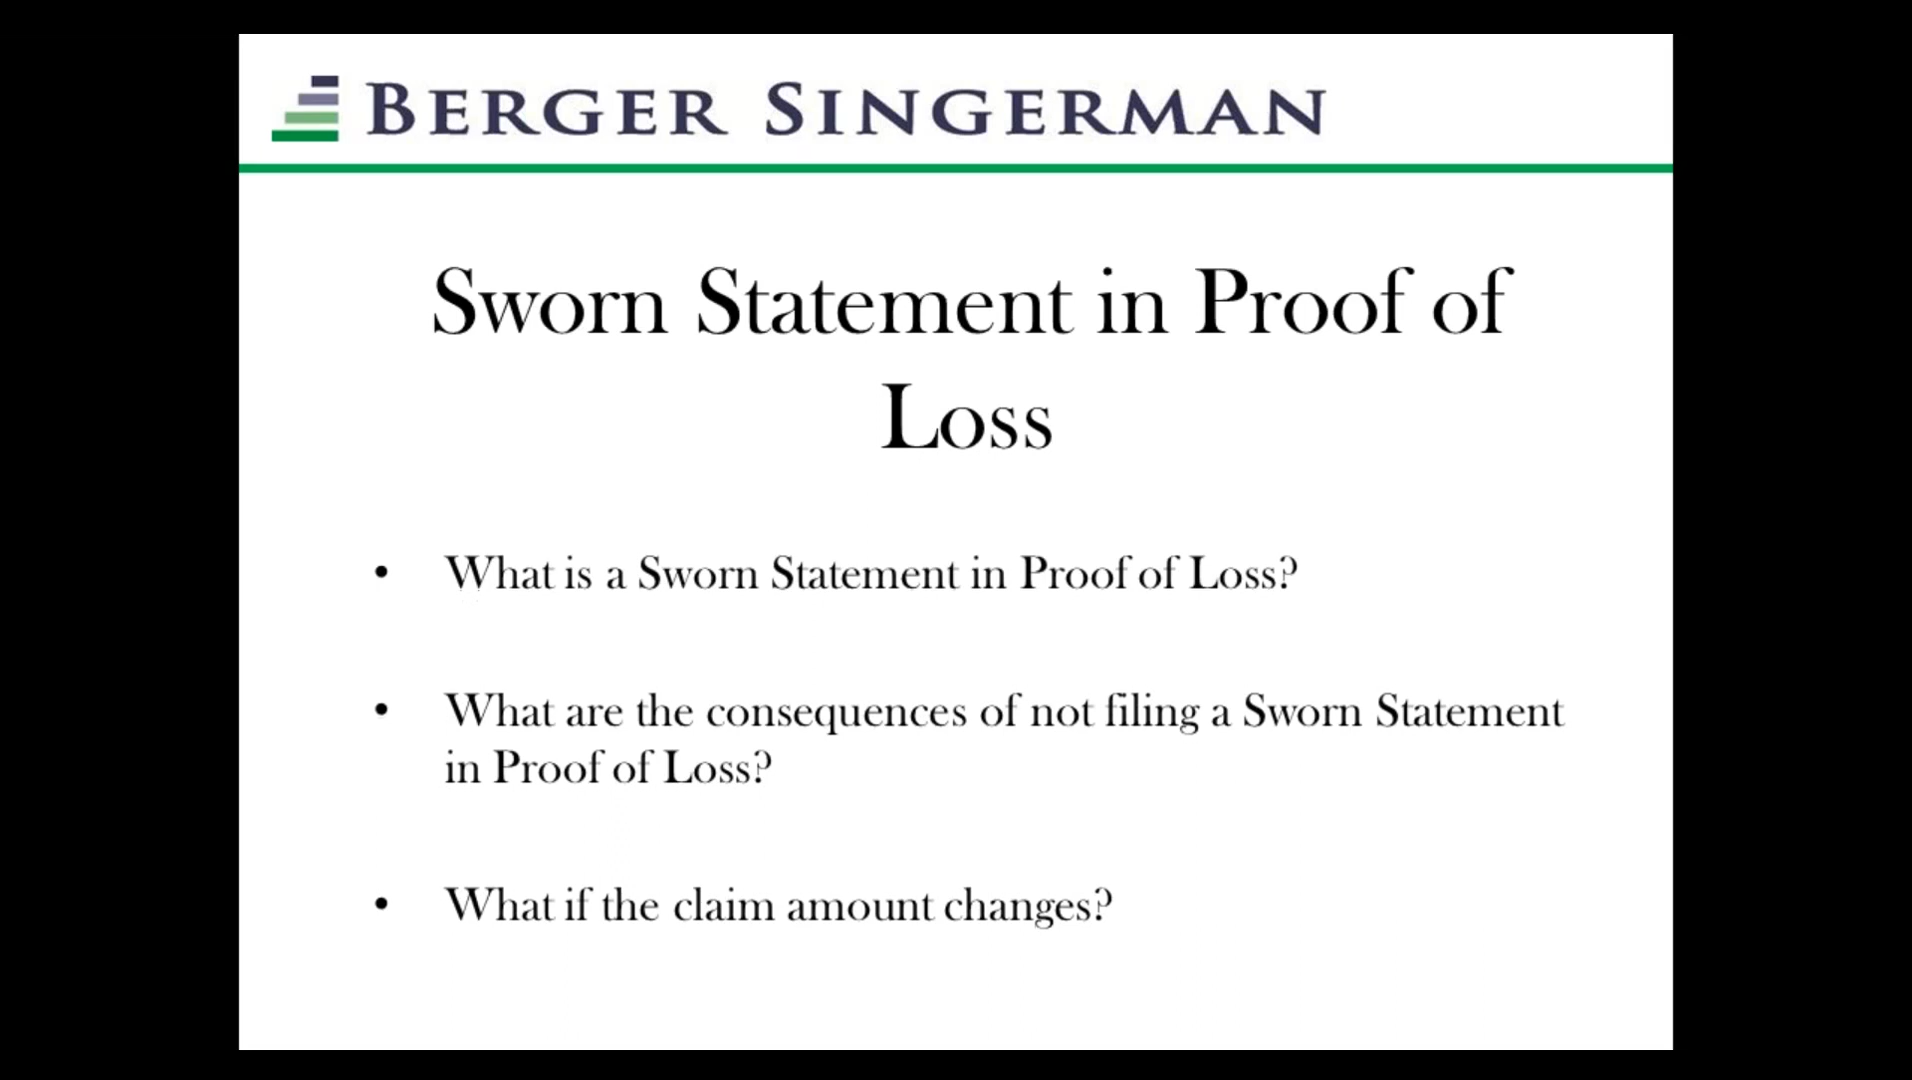 BERGER SINGERMAN
Sworn Statement in Proof of
Loss
• What is a Sworn Statement in Proof of Loss?
• What are the consequences of not filing a Sworn Statement
in Proof of Loss?
• What if the claim amount changes?